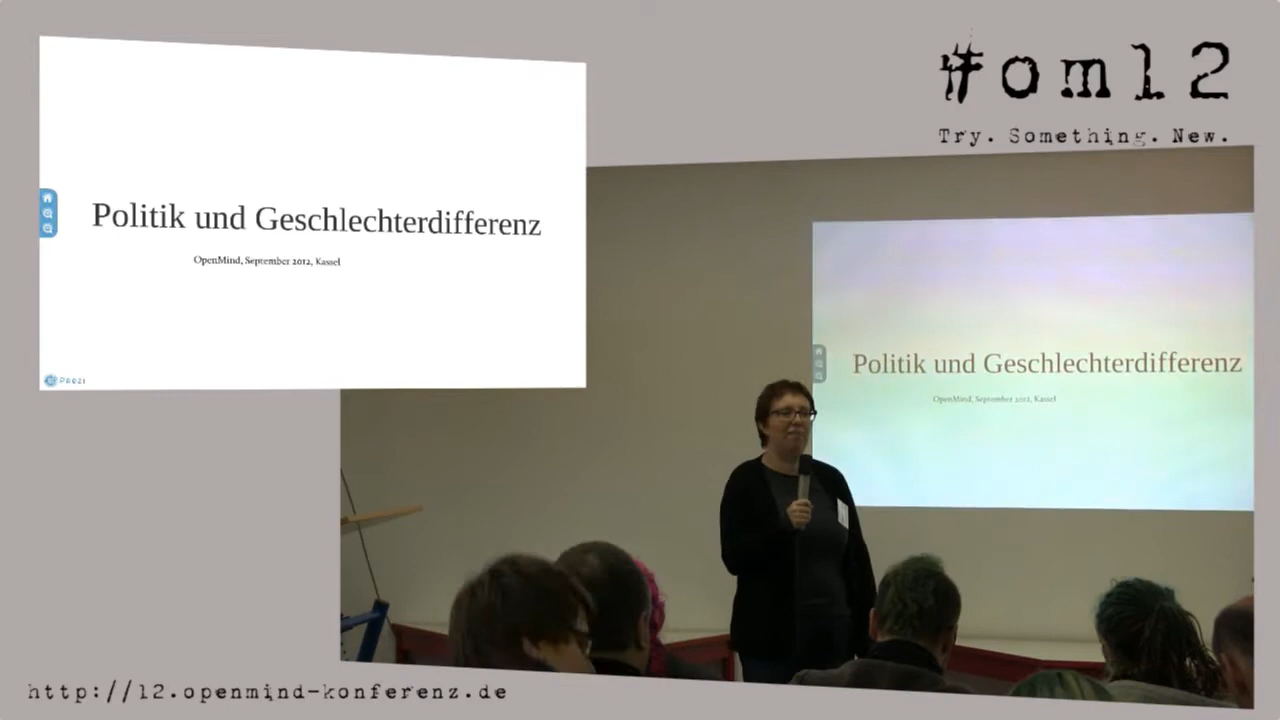 #om12
Try. Something. New.
Politik und Geschlechterdifferenz
OpenMind, September 2012, Kassel
PREZI
Politik und Geschlechterdifferenz
OpenMind, September 2012, Kassel
http://12.openmind-konferenz.de